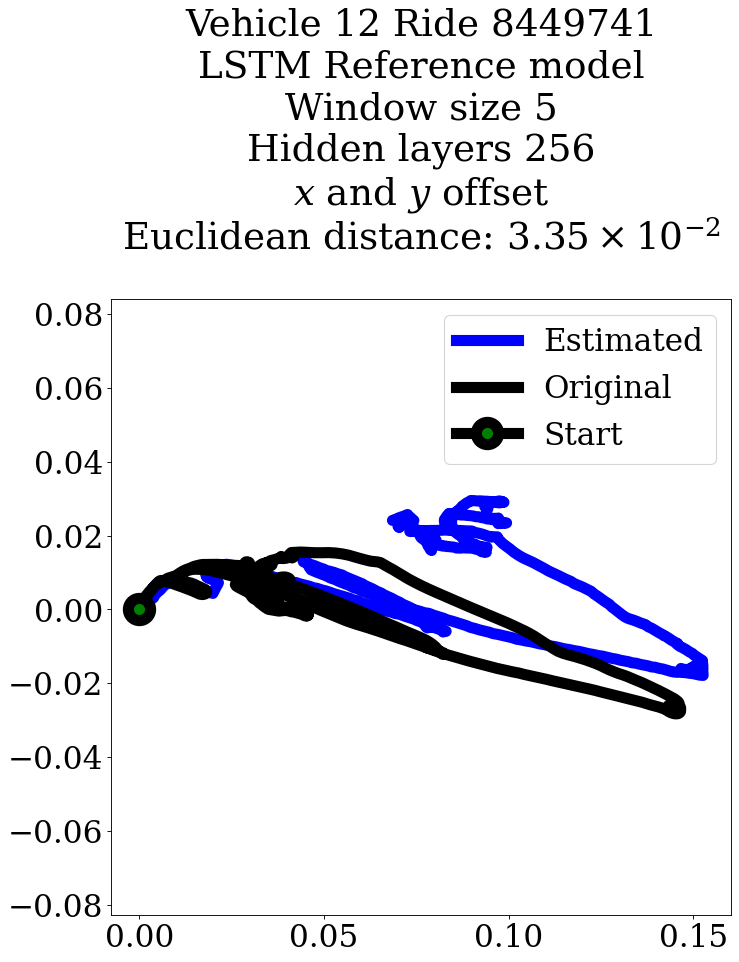 Vehicle 12 Ride 8449741
LSTM Reference model
Window size 5
Hidden layers 256
x and y offset
Euclidean distance: 3.35 × 10⁻²
Estimated
Original
Start
0.08
0.06
0.04
0.02
0.00
−0.02
−0.04
−0.06
−0.08
0.00 0.05 0.10 0.15